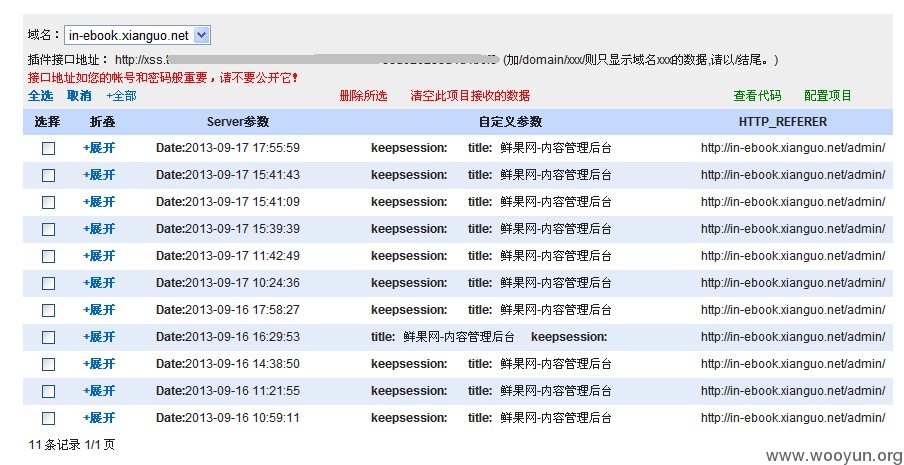 域名: in-ebook.xianguo.net
插件接口地址: http://xss. (加/domain/xxx/则只显示域名xxx的数据,请以/结尾。)
接口地址如您的帐号和密码般重要,请不要公开它!
全选 取消 +全部 删除所选 清空此项目接收的数据 查看代码 配置项目
选择 折叠 Server参数 自定义参数 HTTP_REFERER
+展开 Date:2013-09-17 17:55:59 keepsession: title: 鲜果网-内容管理后台 http://in-ebook.xianguo.net/admin/
+展开 Date:2013-09-17 15:41:43 keepsession: title: 鲜果网-内容管理后台 http://in-ebook.xianguo.net/admin/
+展开 Date:2013-09-17 15:41:09 keepsession: title: 鲜果网-内容管理后台 http://in-ebook.xianguo.net/admin/
+展开 Date:2013-09-17 15:39:39 keepsession: title: 鲜果网-内容管理后台 http://in-ebook.xianguo.net/admin/
+展开 Date:2013-09-17 11:42:49 keepsession: title: 鲜果网-内容管理后台 http://in-ebook.xianguo.net/admin/
+展开 Date:2013-09-17 10:24:36 keepsession: title: 鲜果网-内容管理后台 http://in-ebook.xianguo.net/admin/
+展开 Date:2013-09-16 17:58:27 keepsession: title: 鲜果网-内容管理后台 http://in-ebook.xianguo.net/admin/
+展开 Date:2013-09-16 16:29:53 title: 鲜果网-内容管理后台 keepsession: http://in-ebook.xianguo.net/admin/
+展开 Date:2013-09-16 14:38:50 keepsession: title: 鲜果网-内容管理后台 http://in-ebook.xianguo.net/admin/
+展开 Date:2013-09-16 11:21:55 keepsession: title: 鲜果网-内容管理后台 http://in-ebook.xianguo.net/admin/
+展开 Date:2013-09-16 10:59:11 keepsession: title: 鲜果网-内容管理后台 http://in-ebook.xianguo.net/admin/
11 条记录 1/1 页
www.wooyun.org